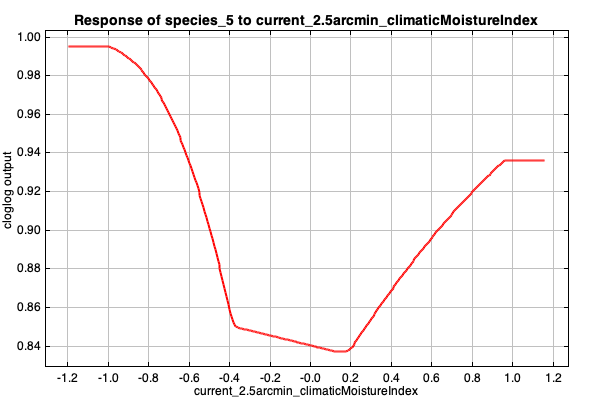 Response of species_5 to current_2.5arcmin_climaticMoistureIndex
1.00
0.98
0.96
0.94
0.92
0.90
0.88
0.86
0.84
cloglog output
-1.2 -1.0 -0.8 -0.6 -0.4 -0.2 -0.0 0.2 0.4 0.6 0.8 1.0 1.2
current_2.5arcmin_climaticMoistureIndex